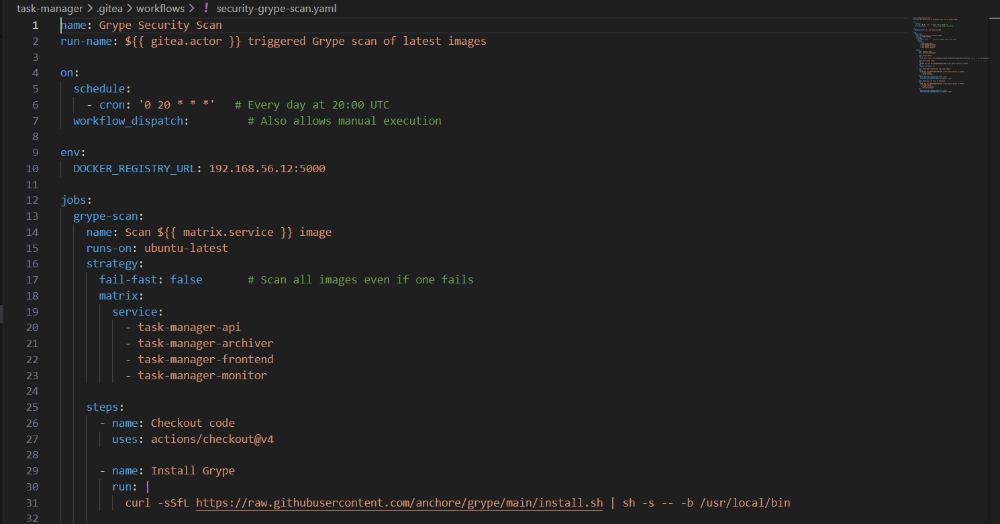 task-manager > .gitea > workflows > ! security-grype-scan.yaml
1 name: Grype Security Scan
2 run-name: ${{ gitea.actor }} triggered Grype scan of latest images
3
4 on:
5   schedule:
6     - cron: '0 20 * * *'   # Every day at 20:00 UTC
7   workflow_dispatch:         # Also allows manual execution
8
9 env:
10   DOCKER_REGISTRY_URL: 192.168.56.12:5000
11
12 jobs:
13   grype-scan:
14     name: Scan ${{ matrix.service }} image
15     runs-on: ubuntu-latest
16     strategy:
17       fail-fast: false       # Scan all images even if one fails
18       matrix:
19         service:
20           - task-manager-api
21           - task-manager-archiver
22           - task-manager-frontend
23           - task-manager-monitor
24
25     steps:
26       - name: Checkout code
27         uses: actions/checkout@v4
28
29       - name: Install Grype
30         run: |
31           curl -sSfL https://raw.githubusercontent.com/anchore/grype/main/install.sh | sh -s -- -b /usr/local/bin
32